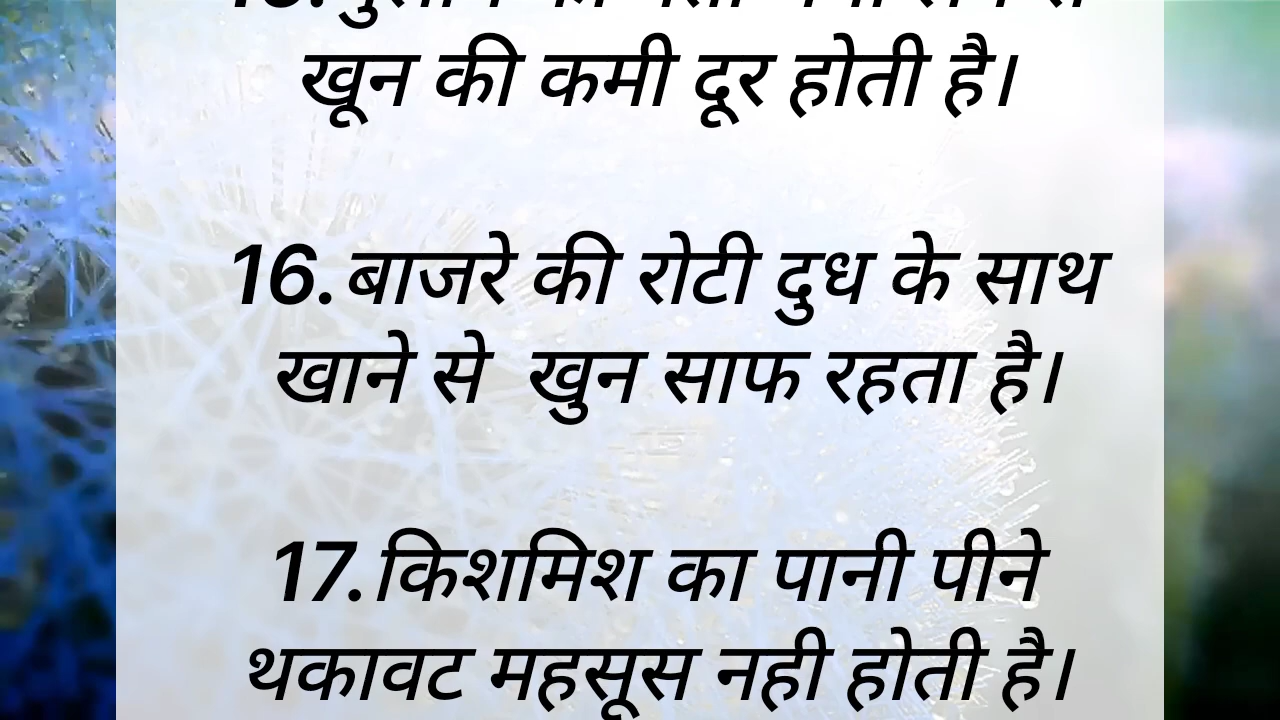 खून की कमी दूर होती है।
16.बाजरे की रोटी दुध के साथ
खाने से खुन साफ रहता है।
17.किशमिश का पानी पीने
थकावट महसूस नही होती है।